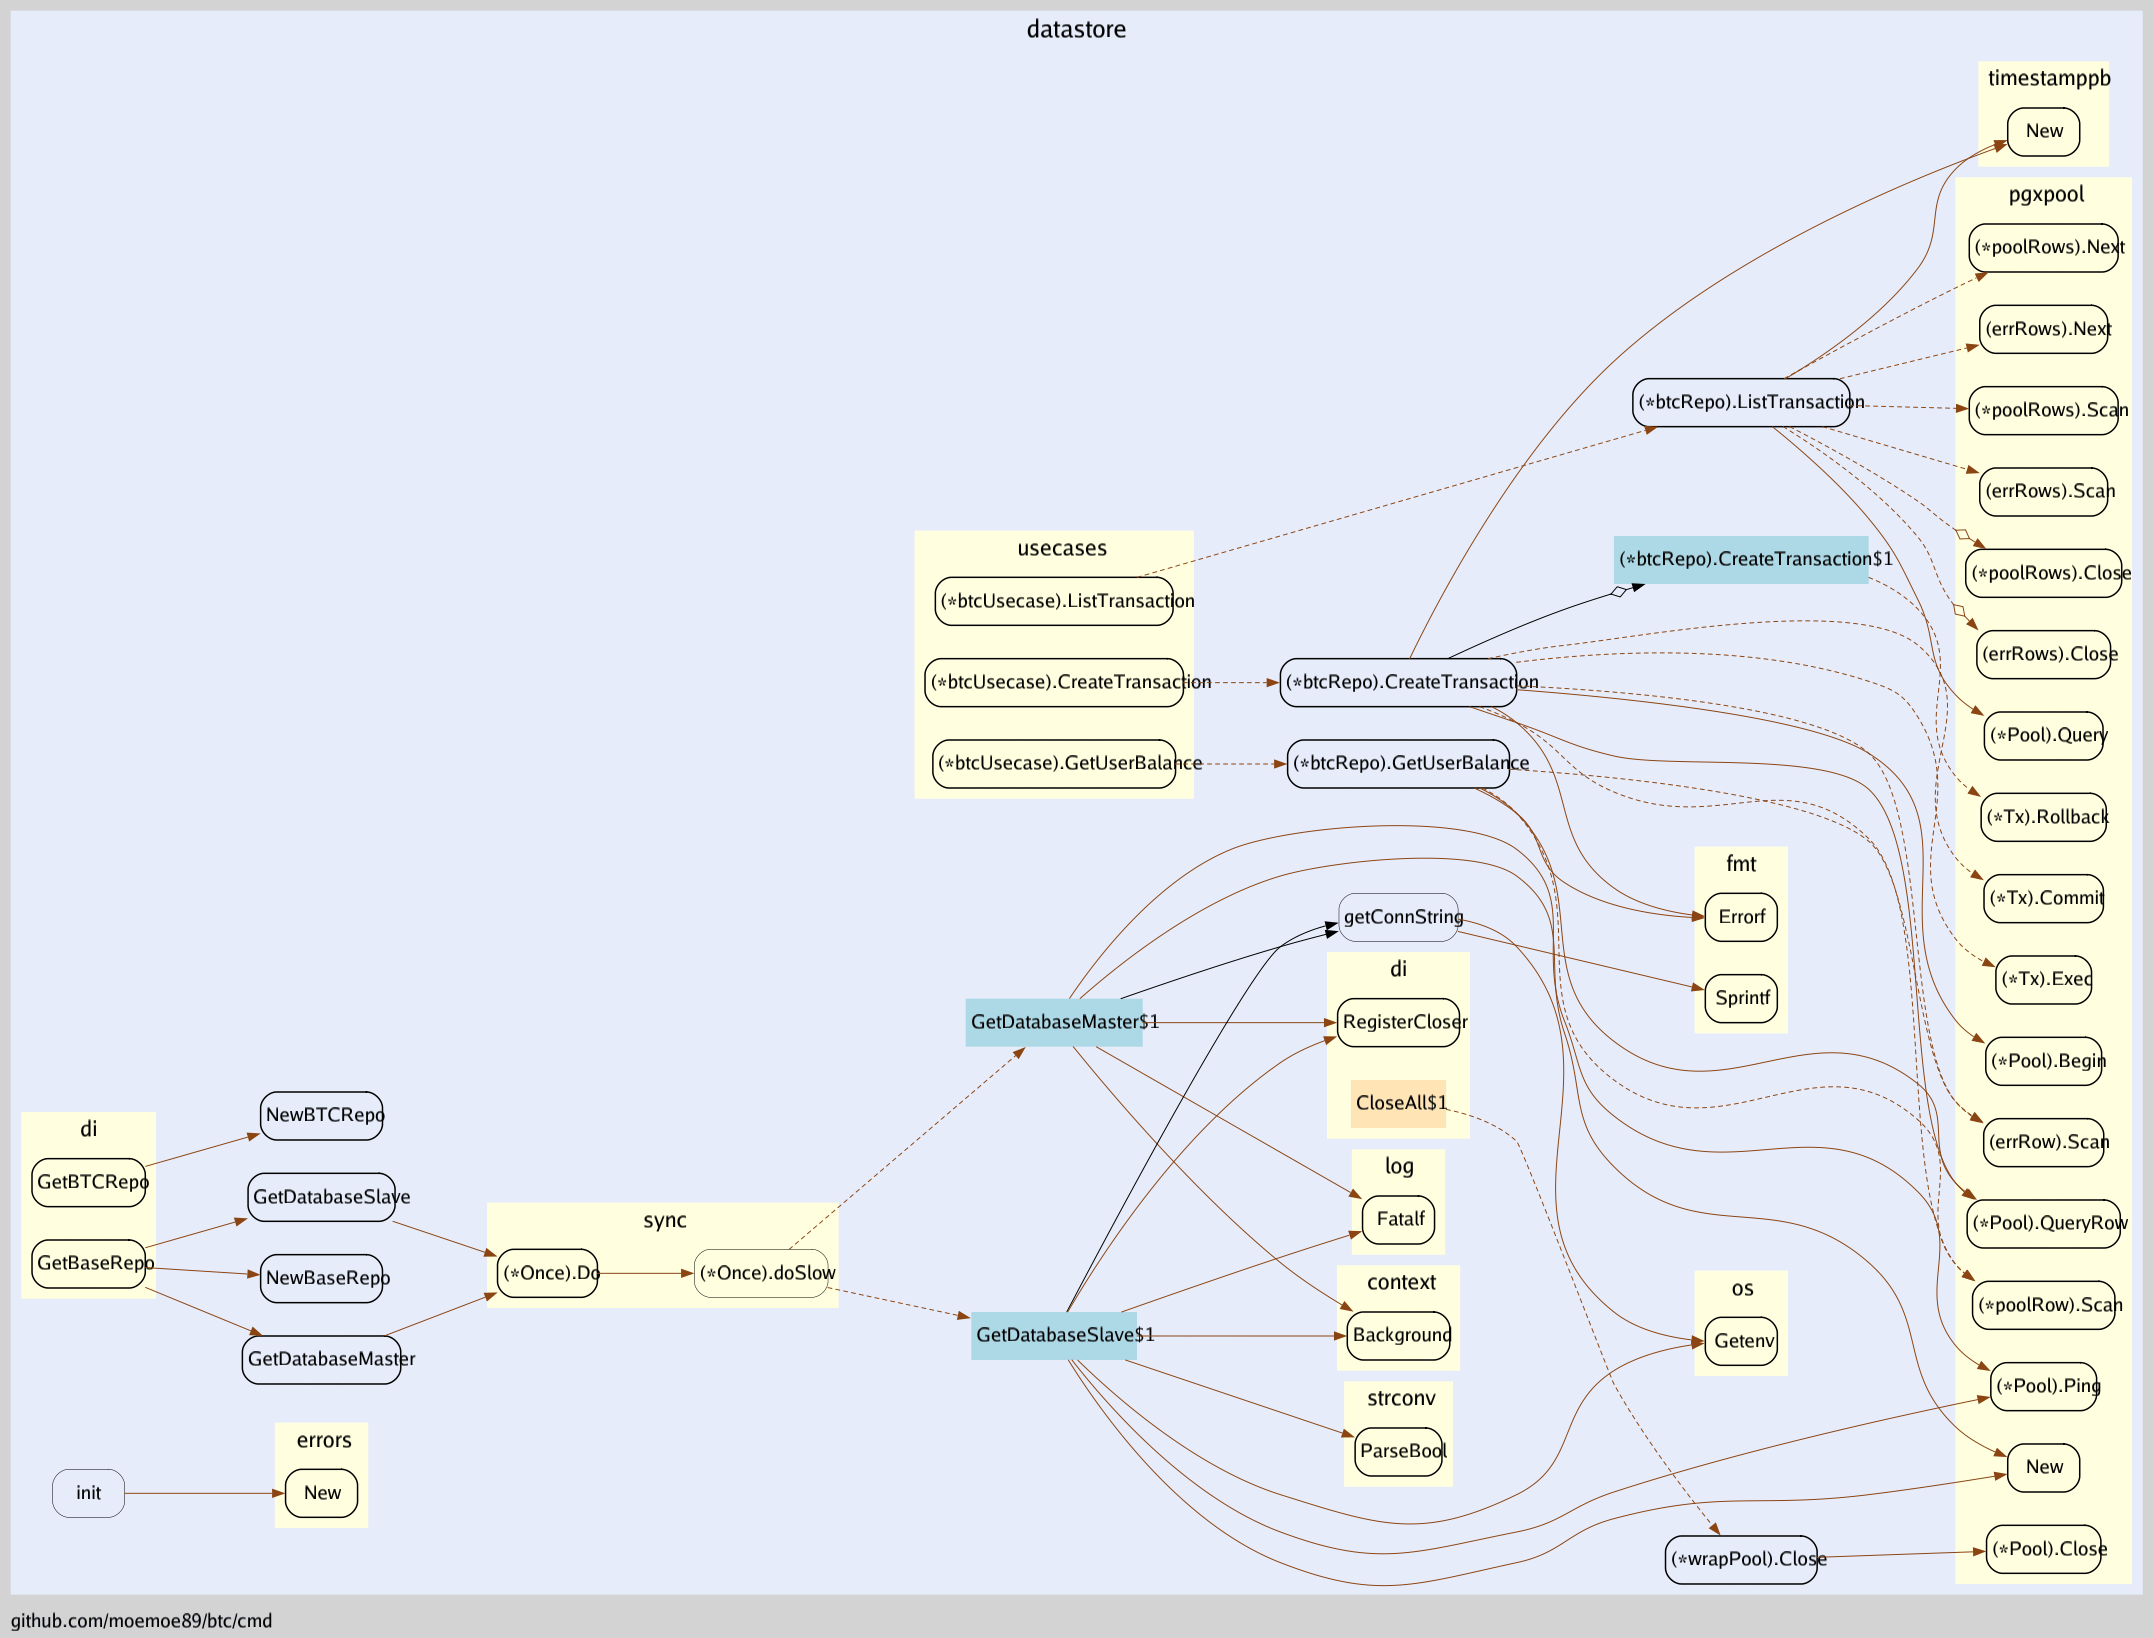 datastore
timestamppb
New
pgxpool
(*poolRows).Next
(errRows).Next
(*poolRows).Scan
(errRows).Scan
(*poolRows).Close
(errRows).Close
(*Pool).Query
(*Tx).Rollback
(*Tx).Commit
(*Tx).Exec
(*Pool).Begin
(errRow).Scan
(*Pool).QueryRow
(*poolRow).Scan
(*Pool).Ping
New
(*Pool).Close
(*btcRepo).ListTransaction
(*btcRepo).CreateTransaction$1
usecases
(*btcUsecase).ListTransaction
(*btcUsecase).CreateTransaction
(*btcUsecase).GetUserBalance
(*btcRepo).CreateTransaction
(*btcRepo).GetUserBalance
fmt
Errorf
Sprintf
getConnString
di
RegisterCloser
CloseAll$1
GetDatabaseMaster$1
log
Fatalf
context
Background
strconv
ParseBool
os
Getenv
GetDatabaseSlave$1
di
GetBTCRepo
GetBaseRepo
NewBTCRepo
GetDatabaseSlave
NewBaseRepo
GetDatabaseMaster
sync
(*Once).Do
(*Once).doSlow
errors
New
init
(*wrapPool).Close
github.com/moemoe89/btc/cmd